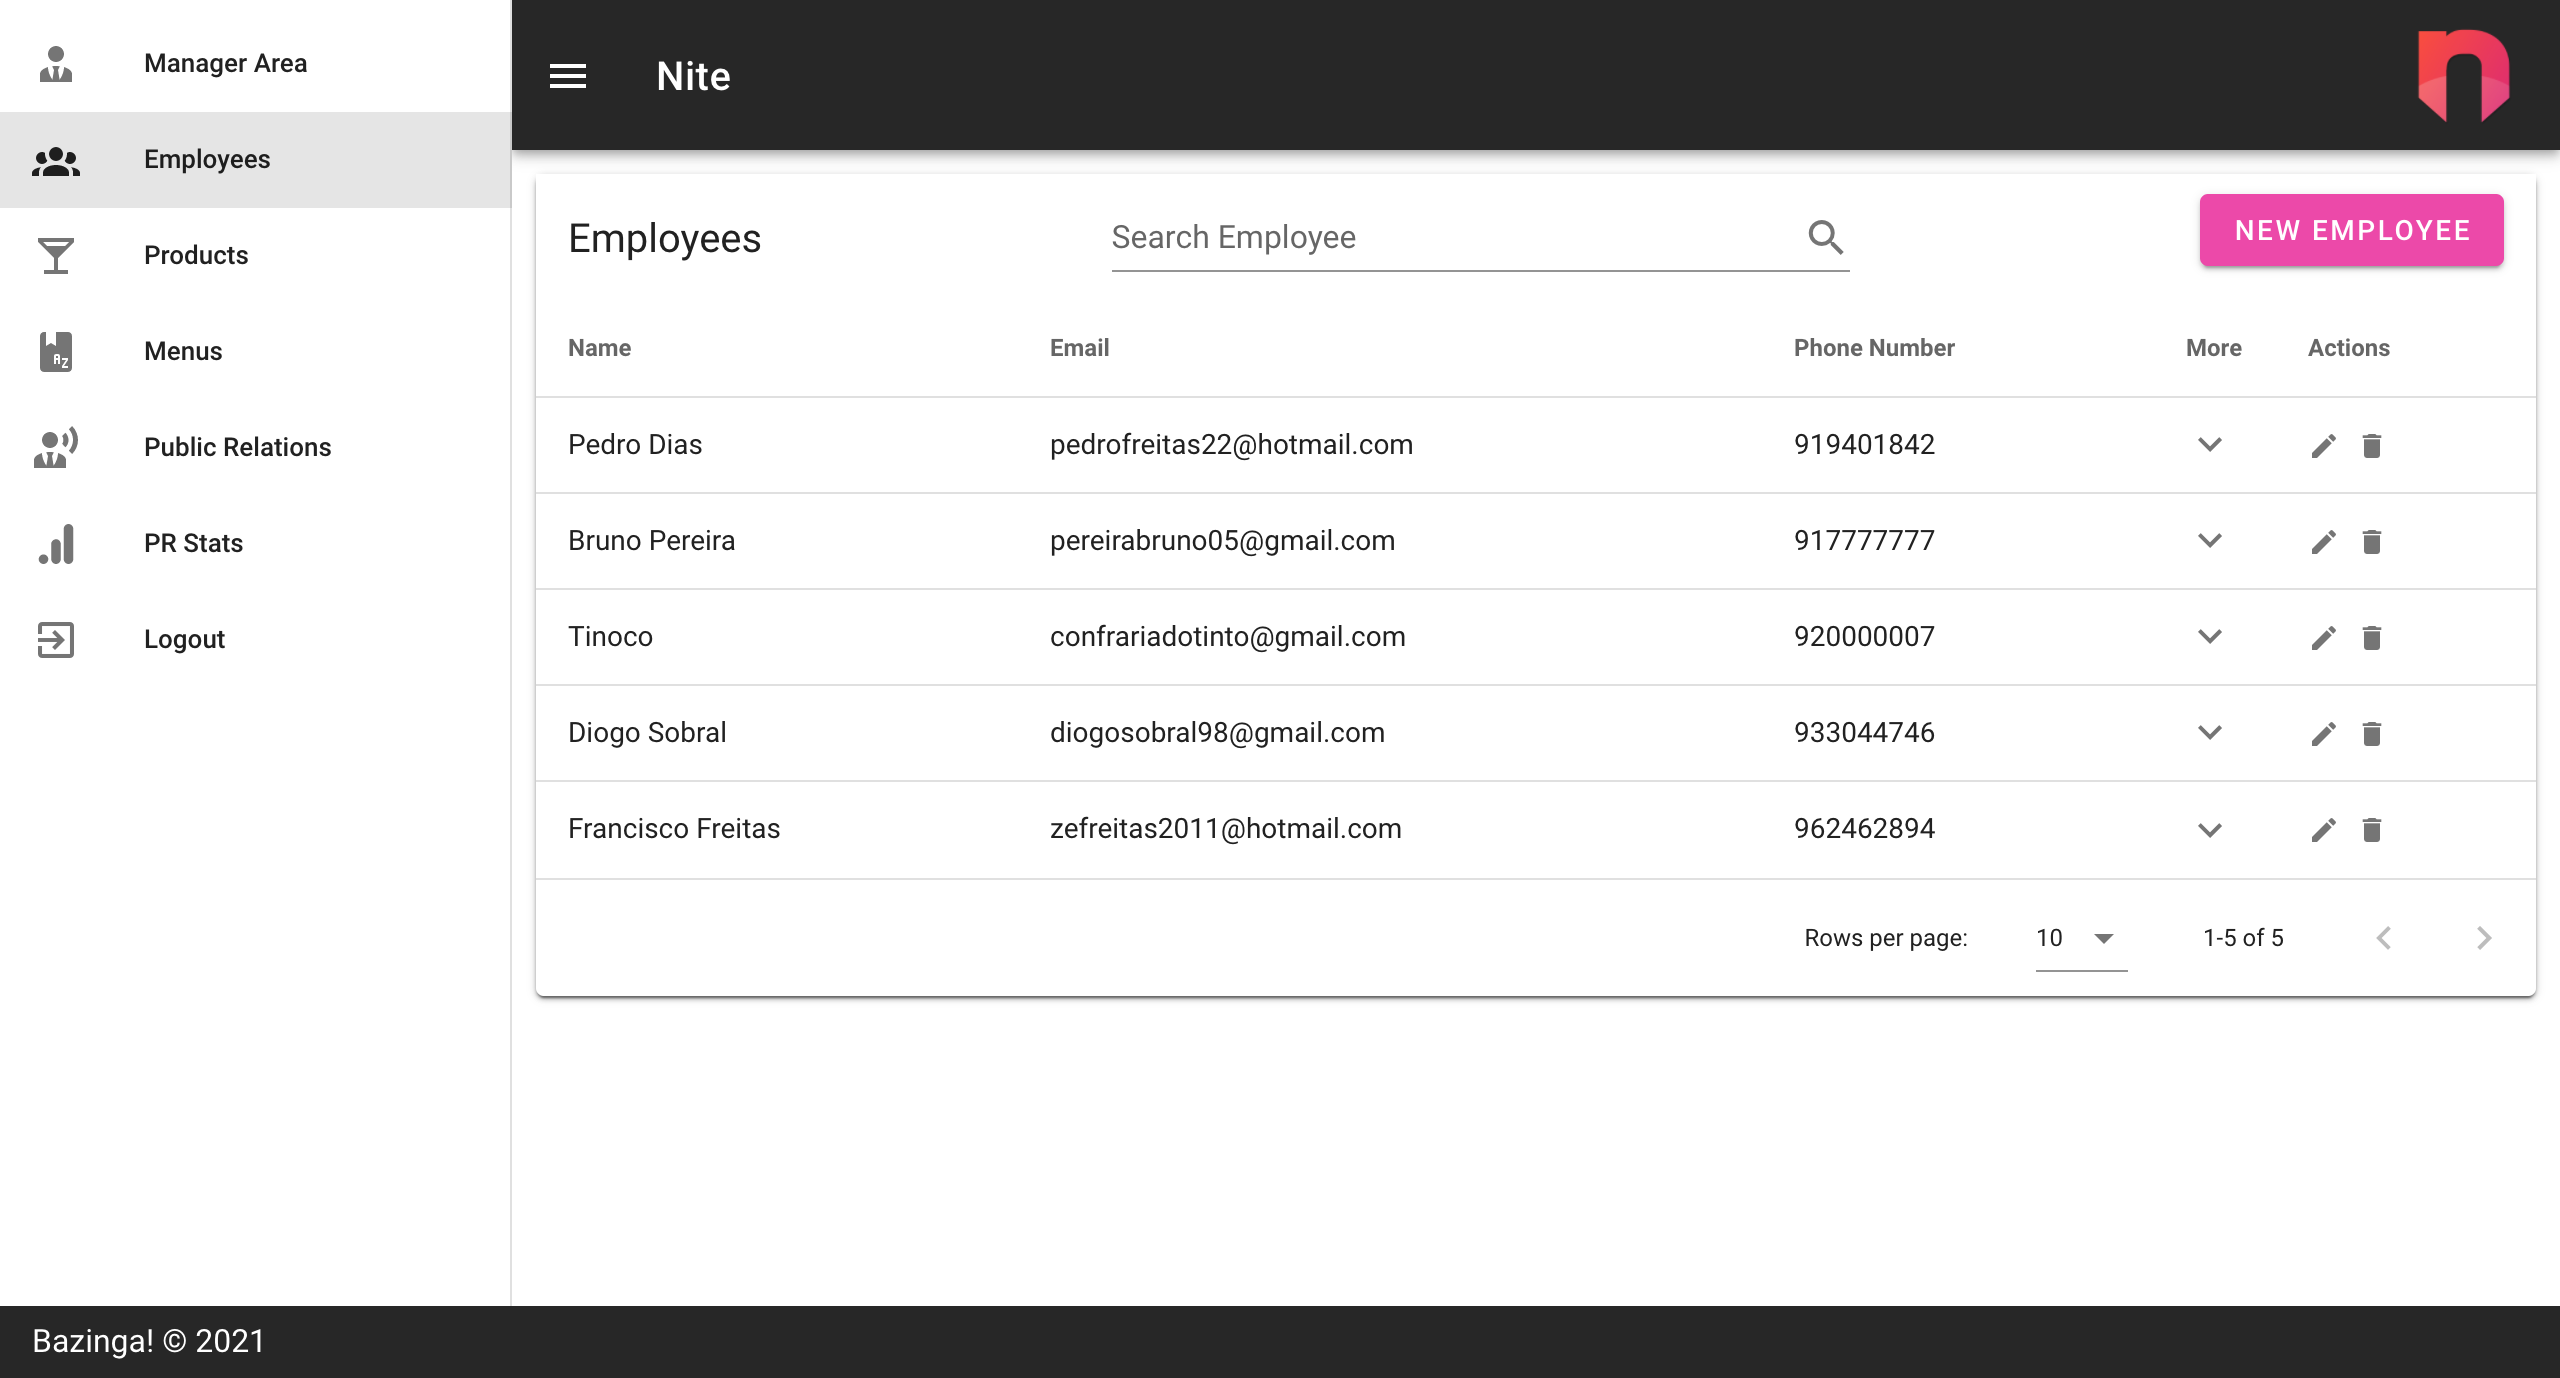 Manager Area
Employees
Products
Menus
Public Relations
PR Stats
Logout
Nite
Employees
Search Employee
NEW EMPLOYEE
Name Email Phone Number More Actions
Pedro Dias pedrofreitas22@hotmail.com 919401842
Bruno Pereira pereirabruno05@gmail.com 917777777
Tinoco confrariadotinto@gmail.com 920000007
Diogo Sobral diogosobral98@gmail.com 933044746
Francisco Freitas zefreitas2011@hotmail.com 962462894
Rows per page: 10 1-5 of 5
Bazinga! © 2021